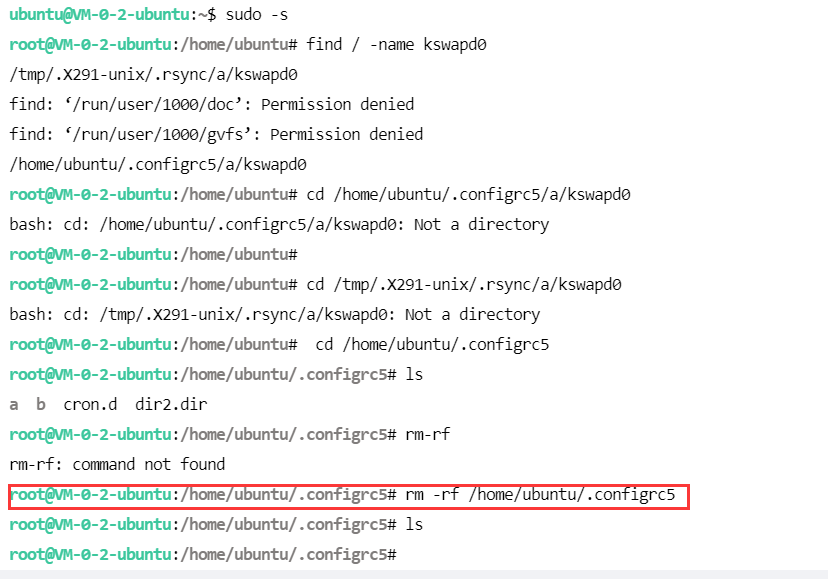 ubuntu@VM-0-2-ubuntu:~$ sudo -s
root@VM-0-2-ubuntu:/home/ubuntu# find / -name kswapd0
/tmp/.X291-unix/.rsync/a/kswapd0
find: ‘/run/user/1000/doc’: Permission denied
find: ‘/run/user/1000/gvfs’: Permission denied
/home/ubuntu/.configrc5/a/kswapd0
root@VM-0-2-ubuntu:/home/ubuntu# cd /home/ubuntu/.configrc5/a/kswapd0
bash: cd: /home/ubuntu/.configrc5/a/kswapd0: Not a directory
root@VM-0-2-ubuntu:/home/ubuntu#
root@VM-0-2-ubuntu:/home/ubuntu# cd /tmp/.X291-unix/.rsync/a/kswapd0
bash: cd: /tmp/.X291-unix/.rsync/a/kswapd0: Not a directory
root@VM-0-2-ubuntu:/home/ubuntu#  cd /home/ubuntu/.configrc5
root@VM-0-2-ubuntu:/home/ubuntu/.configrc5# ls
a  b  cron.d  dir2.dir
root@VM-0-2-ubuntu:/home/ubuntu/.configrc5# rm-rf
rm-rf: command not found
root@VM-0-2-ubuntu:/home/ubuntu/.configrc5# rm -rf /home/ubuntu/.configrc5
root@VM-0-2-ubuntu:/home/ubuntu/.configrc5# ls
root@VM-0-2-ubuntu:/home/ubuntu/.configrc5#